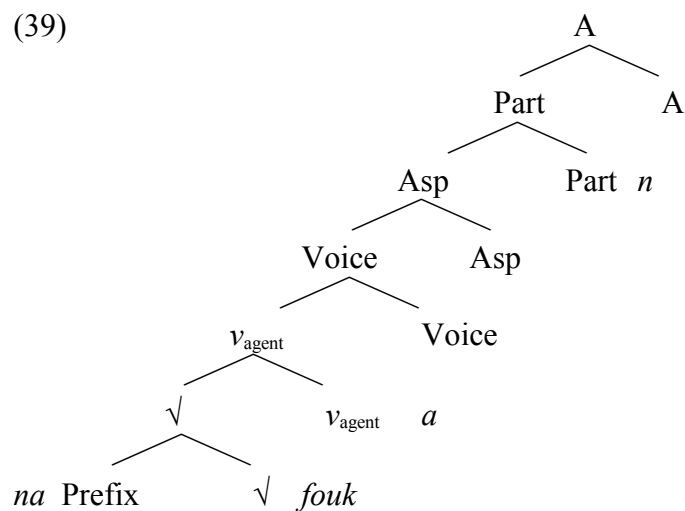 (39)
A
Part A
Asp Part n
Voice Asp
v_agent Voice
√ v_agent a
na Prefix √ fouk